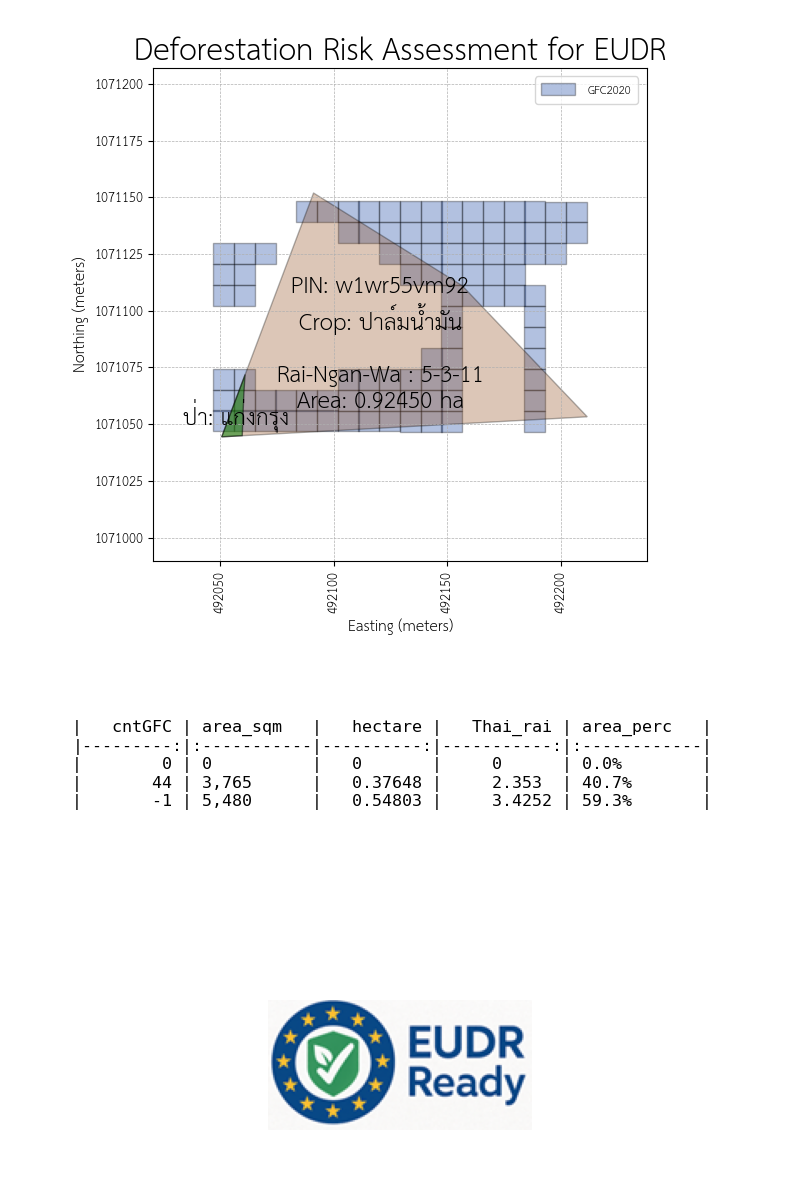 Deforestation Risk Assessment for EUDR
GFC2020
1071200
1071175
1071150
1071125
1071100
1071075
1071050
1071025
1071000
Northing (meters)
PIN: w1wr55vm92
Crop: ปาล์มน้ำมัน
Rai-Ngan-Wa : 5-3-11
Area: 0.92450 ha
ป่า: แก่งกรุง
492050
492100
492150
492200
Easting (meters)
|   cntGFC | area_sqm   |   hectare |   Thai_rai | area_perc   |
|---------:|:-----------|----------:|-----------:|:------------|
|        0 | 0          |   0       |     0      | 0.0%        |
|       44 | 3,765      |   0.37648 |     2.353  | 40.7%       |
|       -1 | 5,480      |   0.54803 |     3.4252 | 59.3%       |
EUDR
Ready